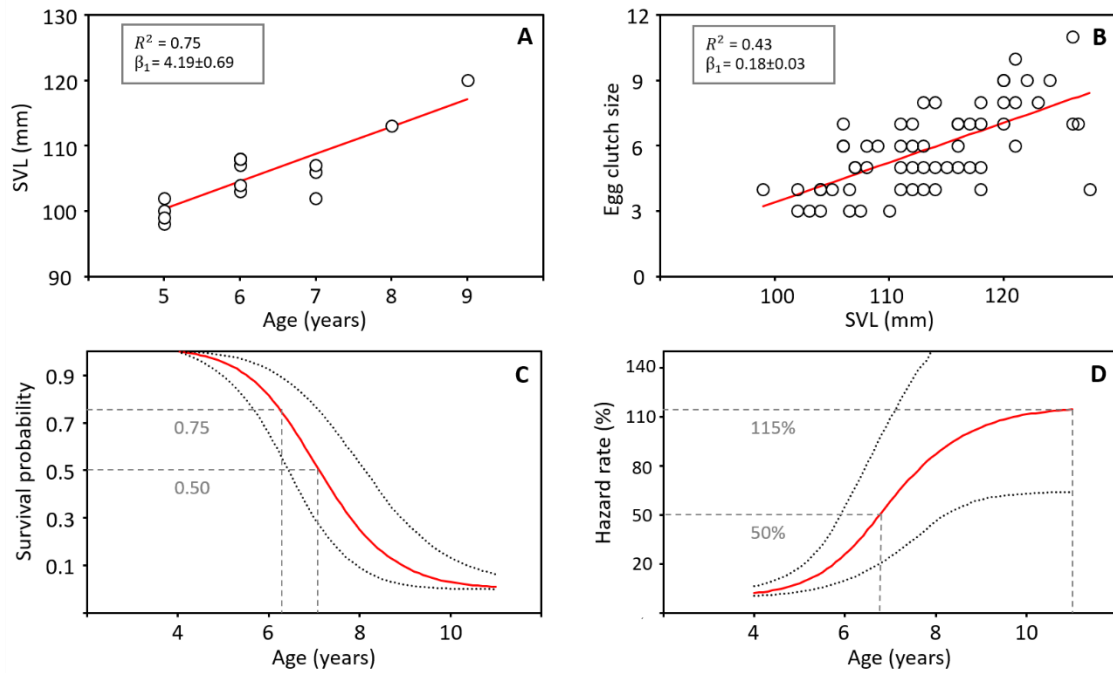 A
R² = 0.75
β₁= 4.19±0.69
SVL (mm)
130
120
110
100
90
5 6 7 8 9
Age (years)
B
R² = 0.43
β₁= 0.18±0.03
Egg clutch size
12
9
6
3
0
100 110 120
SVL (mm)
C
Survival probability
0.9
0.7
0.5
0.3
0.1
0.75
0.50
4 6 8 10
Age (years)
D
Hazard rate (%)
140
110
80
50
20
115%
50%
4 6 8 10
Age (years)